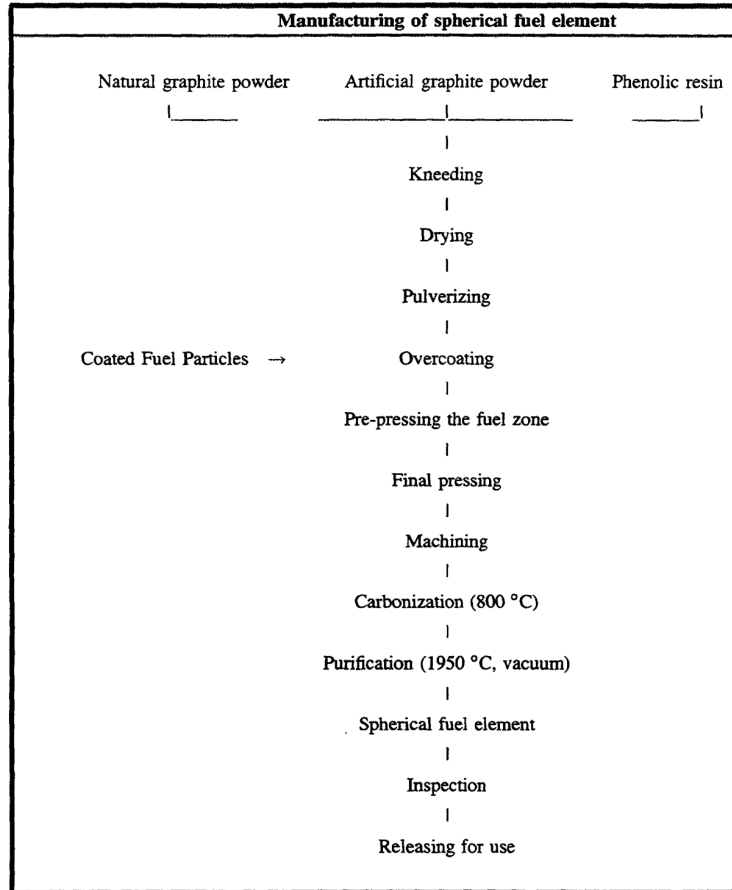 Manufacturing of spherical fuel element
Natural graphite powder Artificial graphite powder Phenolic resin
Kneeding
Drying
Pulverizing
Coated Fuel Particles → Overcoating
Pre-pressing the fuel zone
Final pressing
Machining
Carbonization (800 °C)
Purification (1950 °C, vacuum)
Spherical fuel element
Inspection
Releasing for use